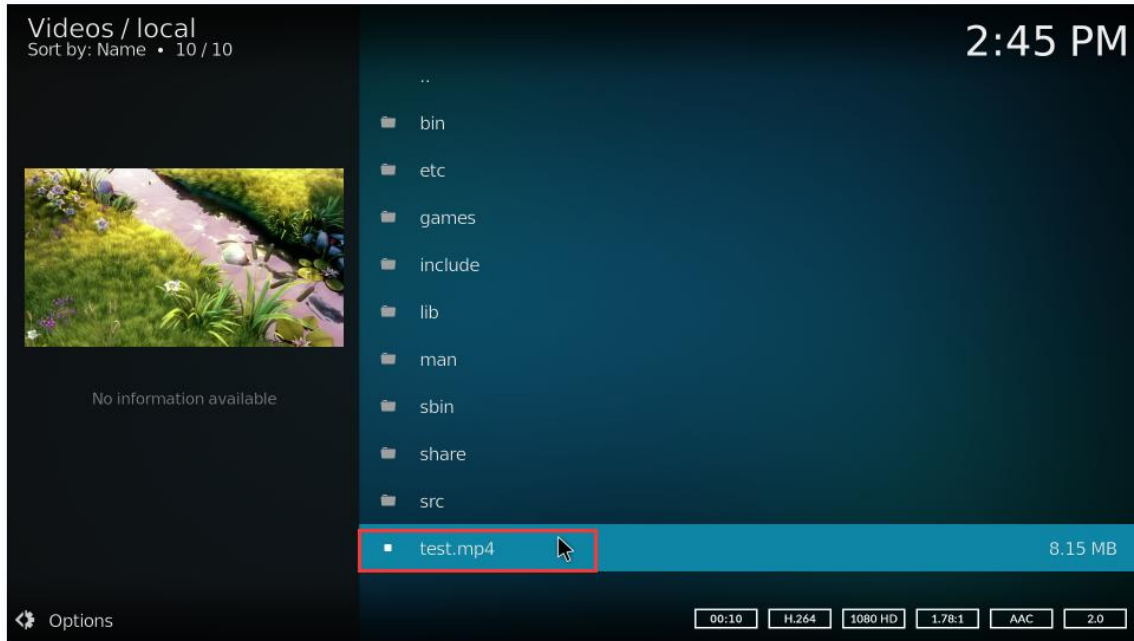 Videos / local
Sort by: Name • 10 / 10
2:45 PM
..
bin
etc
games
include
lib
man
sbin
share
src
test.mp4 8.15 MB
No information available
Options
00:10 H.264 1080 HD 1.78:1 AAC 2.0